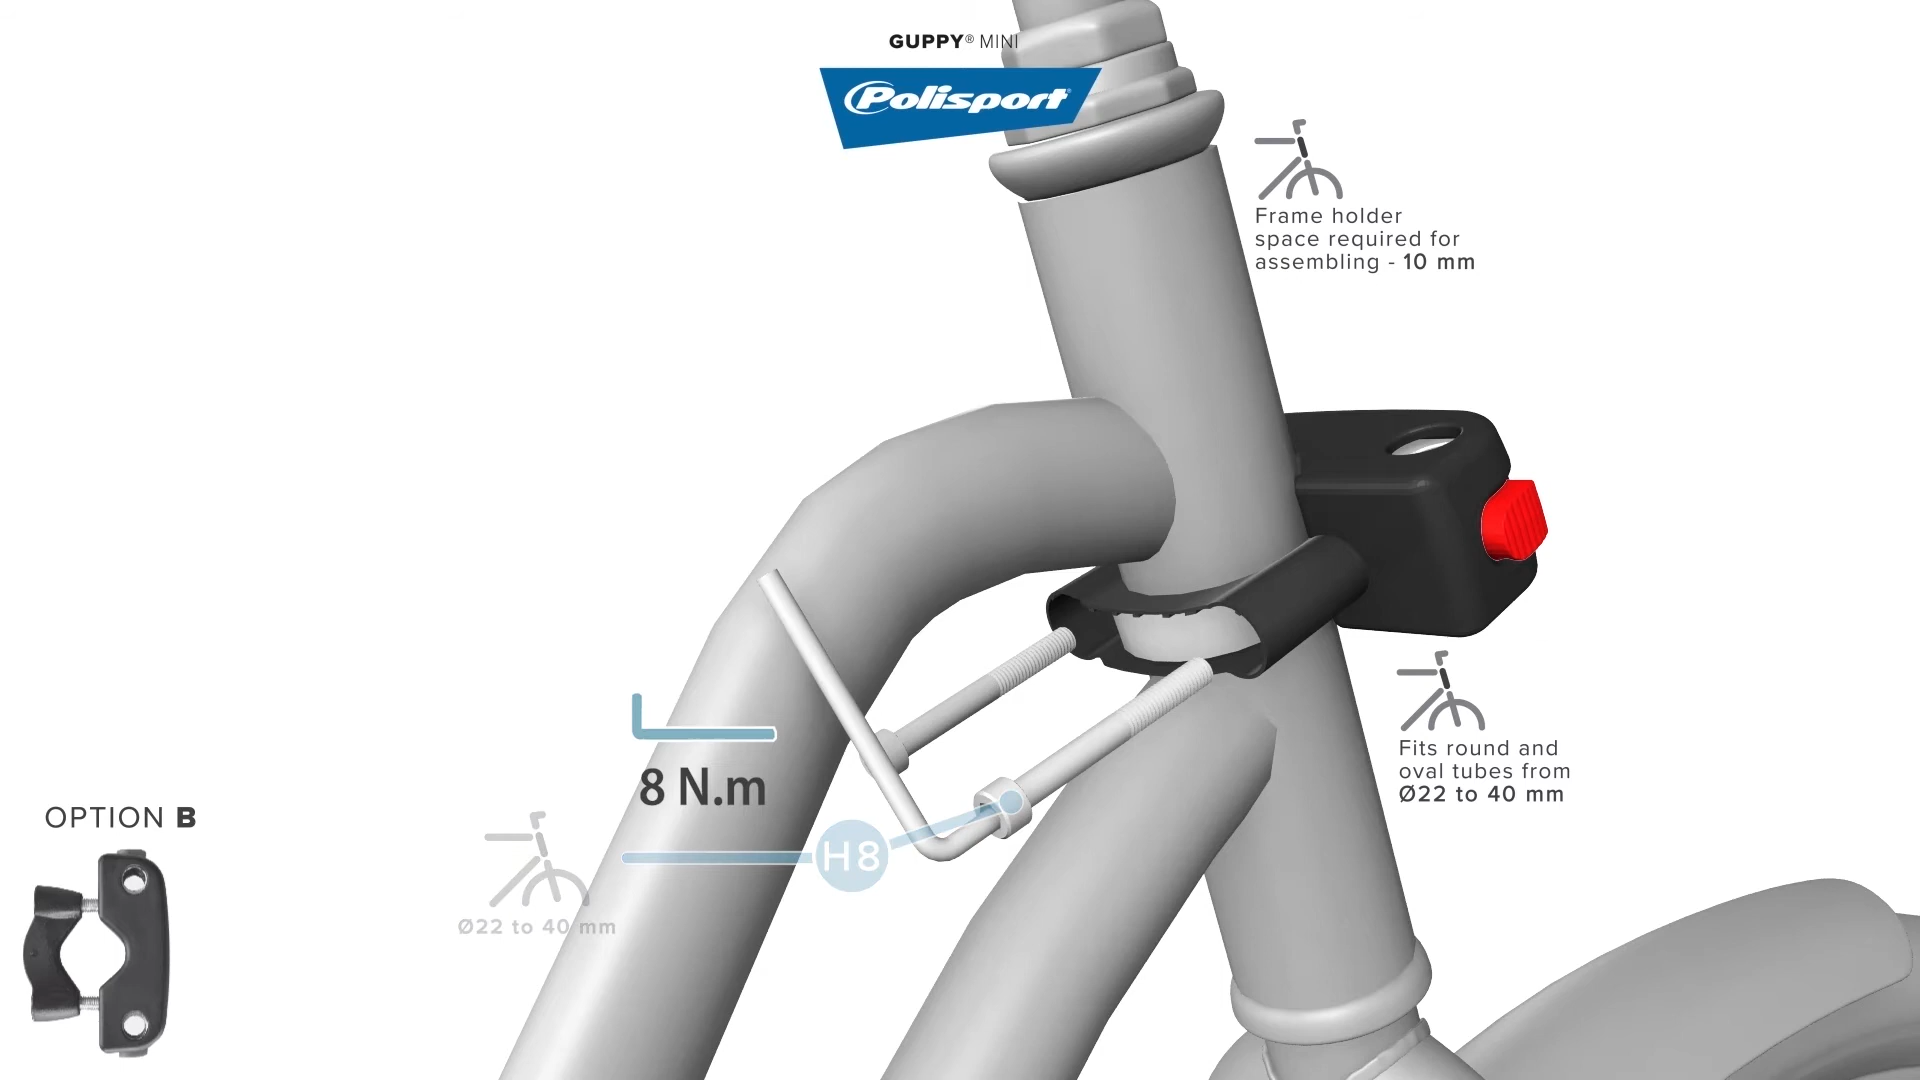 GUPPY® MINI
Polisport®
Frame holder
space required for
assembling - 10 mm
Fits round and
oval tubes from
Ø22 to 40 mm
8 N.m
H8
OPTION B
Ø22 to 40 mm